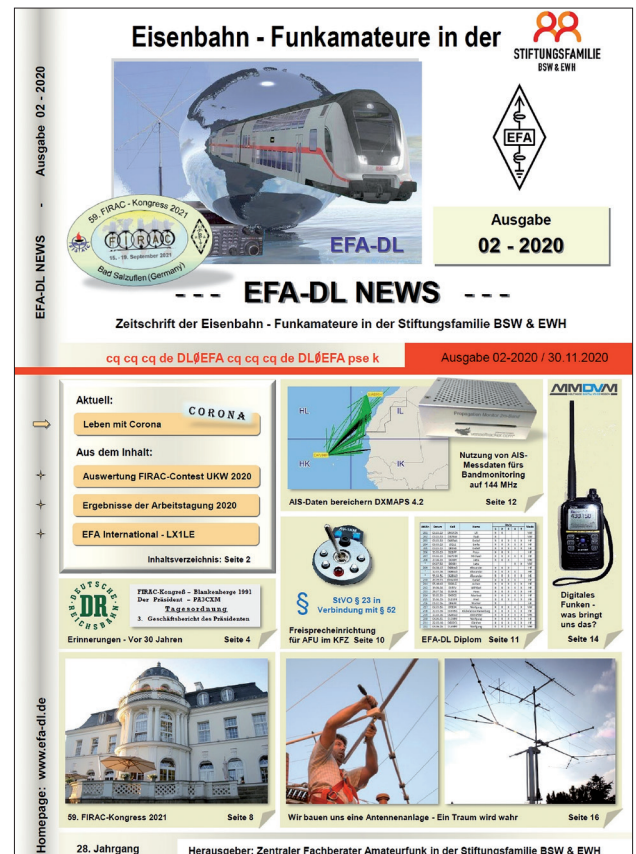 Eisenbahn - Funkamateure in der
STIFTUNGSFAMILIE
BSW & EWH
EFA
59. FIRAC - Kongress 2021
FIRAC
15. - 19. September 2021
Bad Salzuflen (Germany)
EFA-DL
Ausgabe
02 - 2020
--- EFA-DL NEWS ---
Zeitschrift der Eisenbahn - Funkamateure in der Stiftungsfamilie BSW & EWH
EFA-DL NEWS - Ausgabe 02 - 2020
cq cq cq de DLØEFA cq cq cq de DLØEFA pse k
Ausgabe 02-2020 / 30.11.2020
Aktuell:
CORONA
Leben mit Corona
Aus dem Inhalt:
Auswertung FIRAC-Contest UKW 2020
Ergebnisse der Arbeitstagung 2020
EFA International - LX1LE
Inhaltsverzeichnis: Seite 2
HL
IL
HK
IK
Nutzung von AIS-
Messdaten fürs
Bandmonitoring
auf 144 MHz
AIS-Daten bereichern DXMAPS 4.2
Seite 12
MMDVM
Digitales
Funken -
was bringt
uns das?
Seite 14
DEUTSCHE
REICHSBAHN
DR
FIRAC-Kongreß - Blankenberge 1991
Der Präsident - PA3CXM
Tagesordnung
3. Geschäftsbericht des Präsidenten
Erinnerungen - Vor 30 Jahren
Seite 4
§
StVO § 23 in
Verbindung mit § 52
Freisprecheinrichtung
für AFU im KFZ Seite 10
EFA-DL Diplom Seite 11
59. FIRAC-Kongress 2021
Seite 8
Wir bauen uns eine Antennenanlage - Ein Traum wird wahr
Seite 16
Homepage: www.efa-dl.de
28. Jahrgang
Herausgeber: Zentraler Fachberater Amateurfunk in der Stiftungsfamilie BSW & EWH